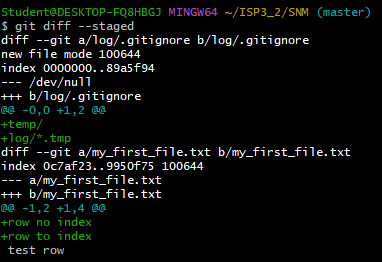 Student@DESKTOP-FQ8HBGJ MINGW64 ~/ISP3_2/SNM (master)
$ git diff --staged
diff --git a/log/.gitignore b/log/.gitignore
new file mode 100644
index 0000000..89a5f94
--- /dev/null
+++ b/log/.gitignore
@@ -0,0 +1,2 @@
+temp/
+log/*.tmp
diff --git a/my_first_file.txt b/my_first_file.txt
index 0c7af23..9950f75 100644
--- a/my_first_file.txt
+++ b/my_first_file.txt
@@ -1,2 +1,4 @@
+row no index
+row to index
 test row